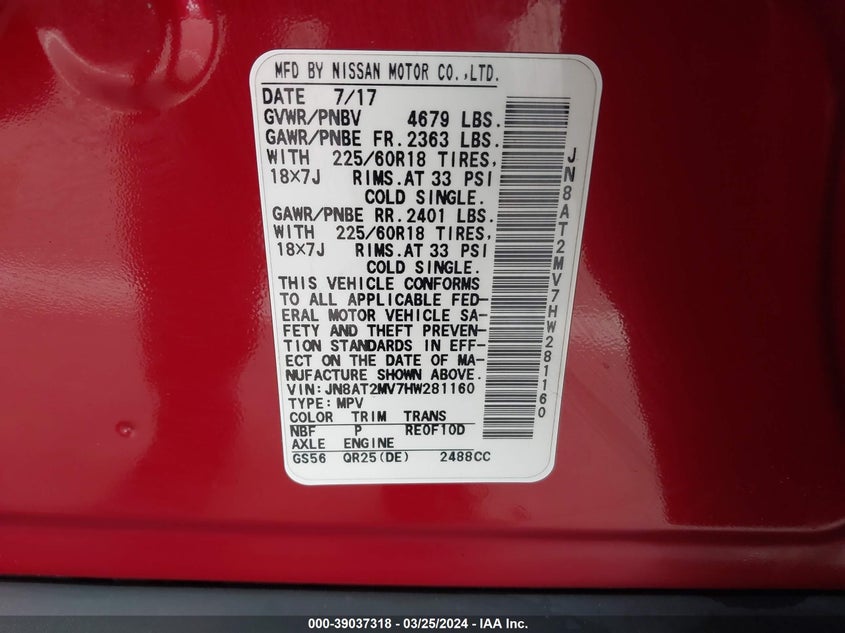 MFD BY NISSAN MOTOR CO.,LTD.
DATE 7/17
GVWR/PNBV 4679 LBS.
GAWR/PNBE FR. 2363 LBS.
WITH 225/60R18 TIRES,
18×7J RIMS. AT 33 PSI
COLD SINGLE.
GAWR/PNBE RR. 2401 LBS.
WITH 225/60R18 TIRES,
18×7J RIMS. AT 33 PSI
COLD SINGLE.
THIS VEHICLE CONFORMS
TO ALL APPLICABLE FED-
ERAL MOTOR VEHICLE SA-
FETY AND THEFT PREVEN-
TION STANDARDS IN EFF-
ECT ON THE DATE OF MA-
NUFACTURE SHOWN ABOVE.
VIN: JN8AT2MV7HW281160
TYPE: MPV
COLOR TRIM TRANS
NBF P RE0F10D
AXLE ENGINE
GS56 QR25(DE) 2488CC
JN8AT2MV7HW281160
000-39037318 - 03/25/2024 - IAA Inc.